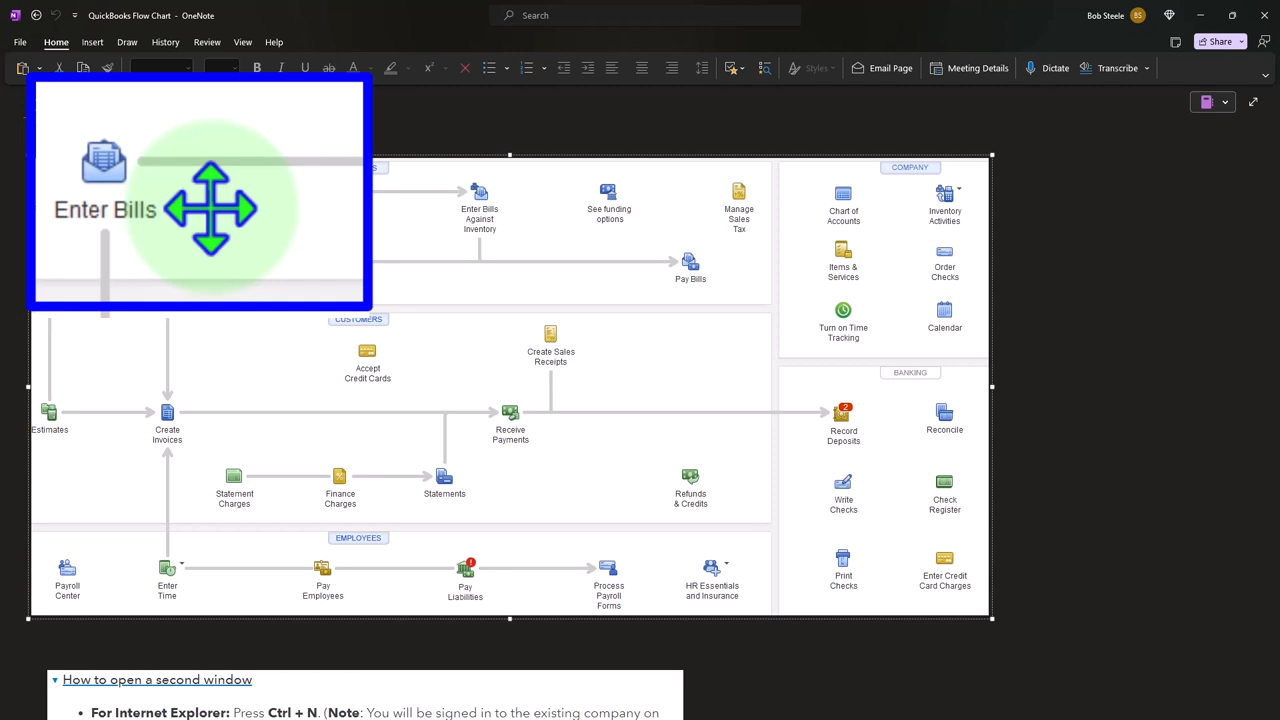 QuickBooks Flow Chart - OneNote
Search
Bob Steele
BS
File
Home
Insert
Draw
History
Review
View
Help
Share
B
I
U
ab
Styles
Email Page
Meeting Details
Dictate
Transcribe
Enter Bills
Enter Bills
Against
Inventory
See funding
options
Manage
Sales
Tax
Pay Bills
COMPANY
Chart of
Accounts
Inventory
Activities
Items &
Services
Order
Checks
Turn on Time
Tracking
Calendar
CUSTOMERS
Accept
Credit Cards
Create Sales
Receipts
Estimates
Create
Invoices
Receive
Payments
Statement
Charges
Finance
Charges
Statements
Refunds
& Credits
BANKING
2
Record
Deposits
Reconcile
Write
Checks
Check
Register
Print
Checks
Enter Credit
Card Charges
EMPLOYEES
Payroll
Center
Enter
Time
Pay
Employees
Pay
Liabilities
Process
Payroll
Forms
HR Essentials
and Insurance
How to open a second window
• For Internet Explorer: Press Ctrl + N. (Note: You will be signed in to the existing company on